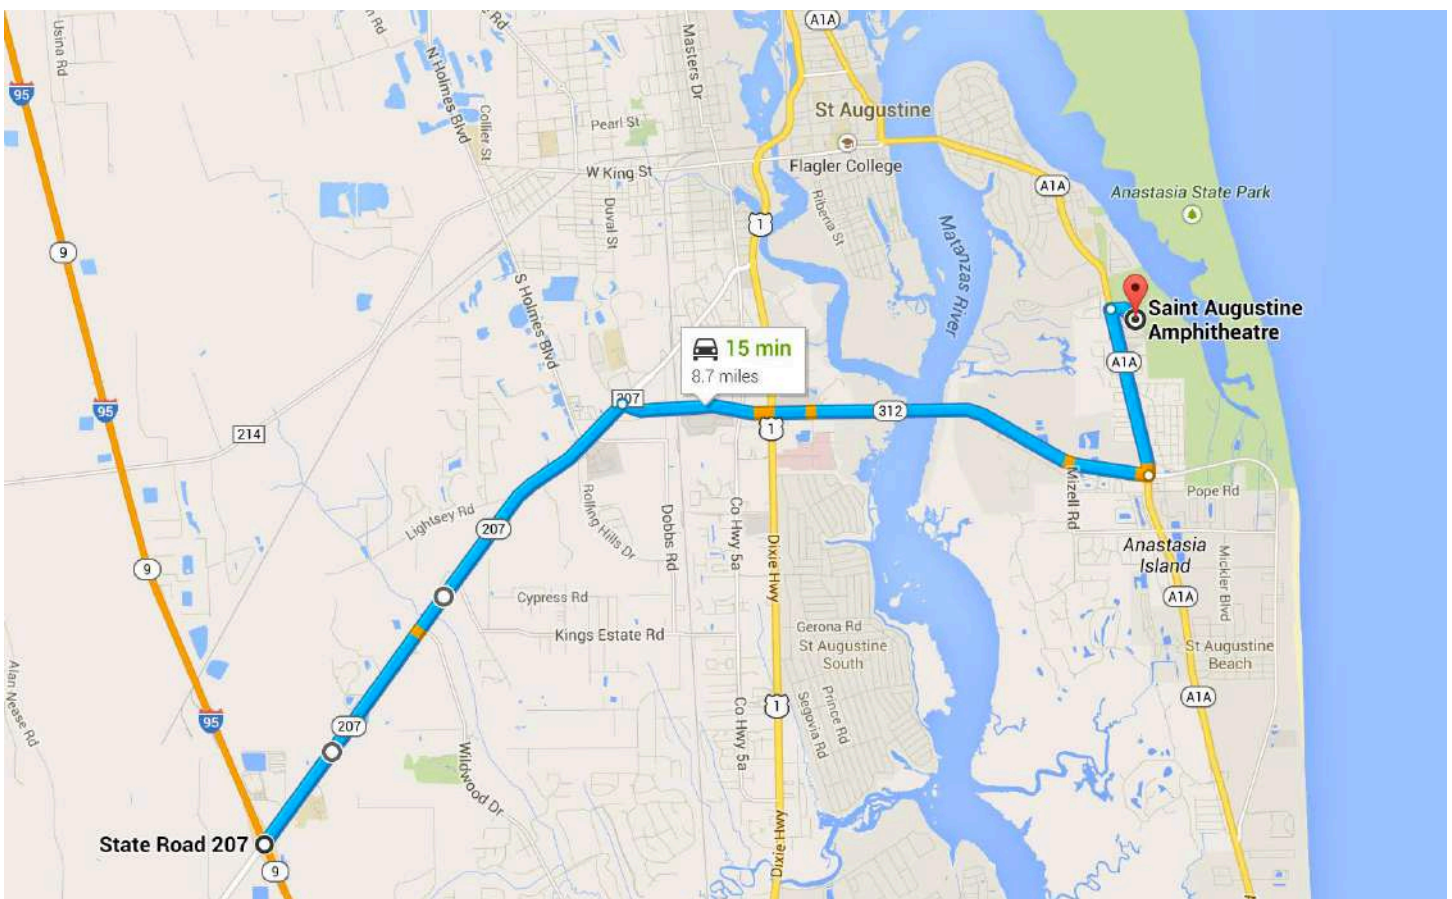 A1A
Usina Rd
N Holmes Blvd
Masters Dr
95
Collier St
Pearl St
St Augustine
W King St
Flagler College
A1A
Anastasia State Park
Duval St
Riberia St
1
9
Matanzas River
S Holmes Blvd
Saint Augustine
Amphitheatre
15 min
8.7 miles
A1A
207
95
312
214
1
Mizell Rd
Pope Rd
Lightsey Rd
207
Rolling Hills Dr
Dobbs Rd
Co Hwy 5a
Dixie Hwy
Anastasia
Island
Mickler Blvd
9
Cypress Rd
A1A
Kings Estate Rd
Gerona Rd
St Augustine
South
St Augustine
Beach
Alan Nease Rd
95
207
Co Hwy 5a
1
Prince Rd
Segovia Rd
A1A
Wildwood Dr
State Road 207
Dixie Hwy
9